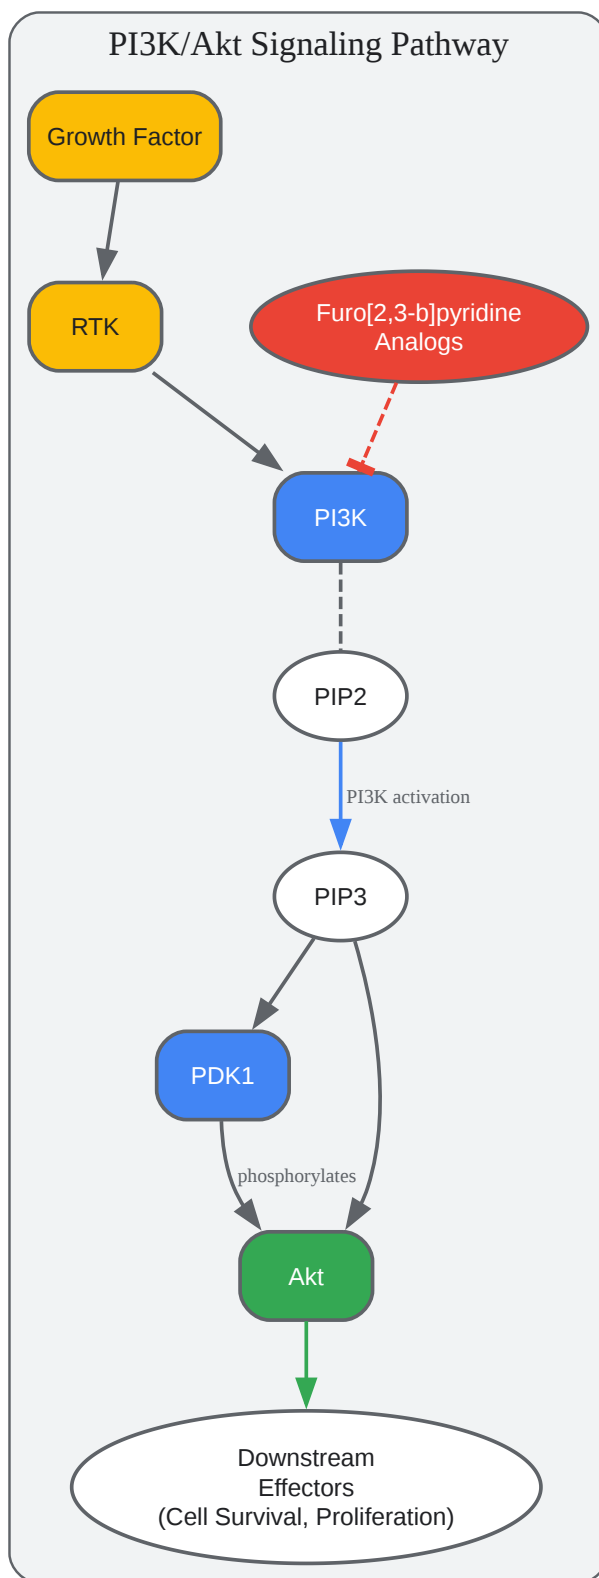 PI3K/Akt Signaling Pathway
Growth Factor
RTK
Furo[2,3-b]pyridine
Analogs
PI3K
PIP2
PI3K activation
PIP3
PDK1
phosphorylates
Akt
Downstream
Effectors
(Cell Survival, Proliferation)